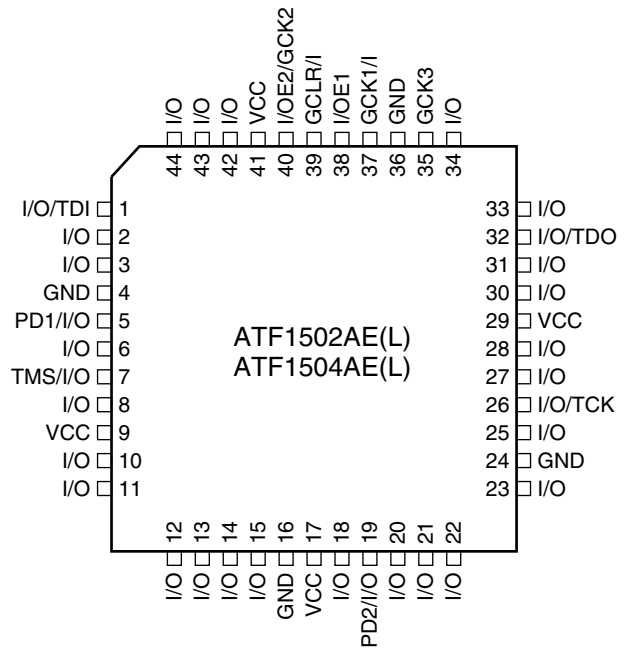 I/O I/O I/O VCC I/OE2/GCK2 GCLR/I I/OE1 GCK1/I GND GCK3 I/O
44 43 42 41 40 39 38 37 36 35 34
I/O/TDI 1
I/O 2
I/O 3
GND 4
PD1/I/O 5
I/O 6
TMS/I/O 7
I/O 8
VCC 9
I/O 10
I/O 11
ATF1502AE(L)
ATF1504AE(L)
33 I/O
32 I/O/TDO
31 I/O
30 I/O
29 VCC
28 I/O
27 I/O
26 I/O/TCK
25 I/O
24 GND
23 I/O
12 13 14 15 16 17 18 19 20 21 22
I/O I/O I/O I/O GND VCC I/O PD2/I/O I/O I/O I/O